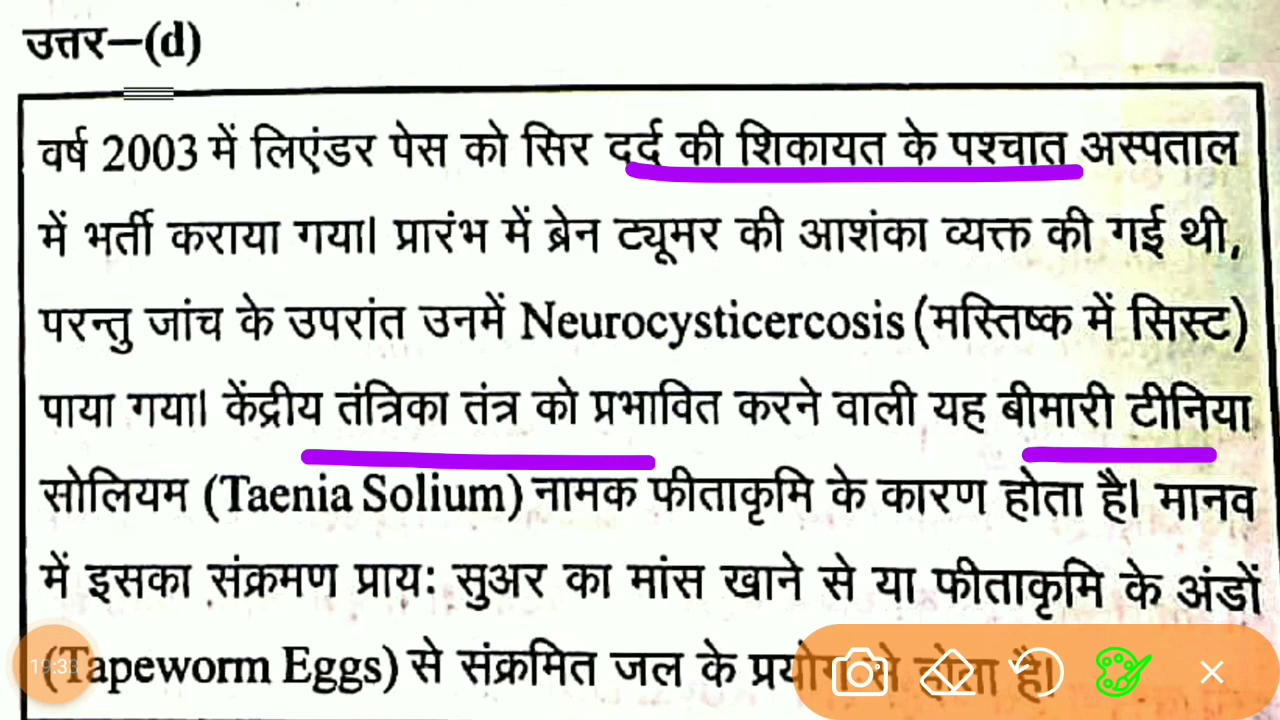 उत्तर–(d)
वर्ष 2003 में लिएंडर पेस को सिर दर्द की शिकायत के पश्चात अस्पताल
में भर्ती कराया गया। प्रारंभ में ब्रेन ट्यूमर की आशंका व्यक्त की गई थी,
परन्तु जांच के उपरांत उनमें Neurocysticercosis (मस्तिष्क में सिस्ट)
पाया गया। केंद्रीय तंत्रिका तंत्र को प्रभावित करने वाली यह बीमारी टीनिया
सोलियम (Taenia Solium) नामक फीताकृमि के कारण होता है। मानव
में इसका संक्रमण प्राय: सुअर का मांस खाने से या फीताकृमि के अंडों
(Tapeworm Eggs) से संक्रमित जल के प्रयोग से होता है।
19:33